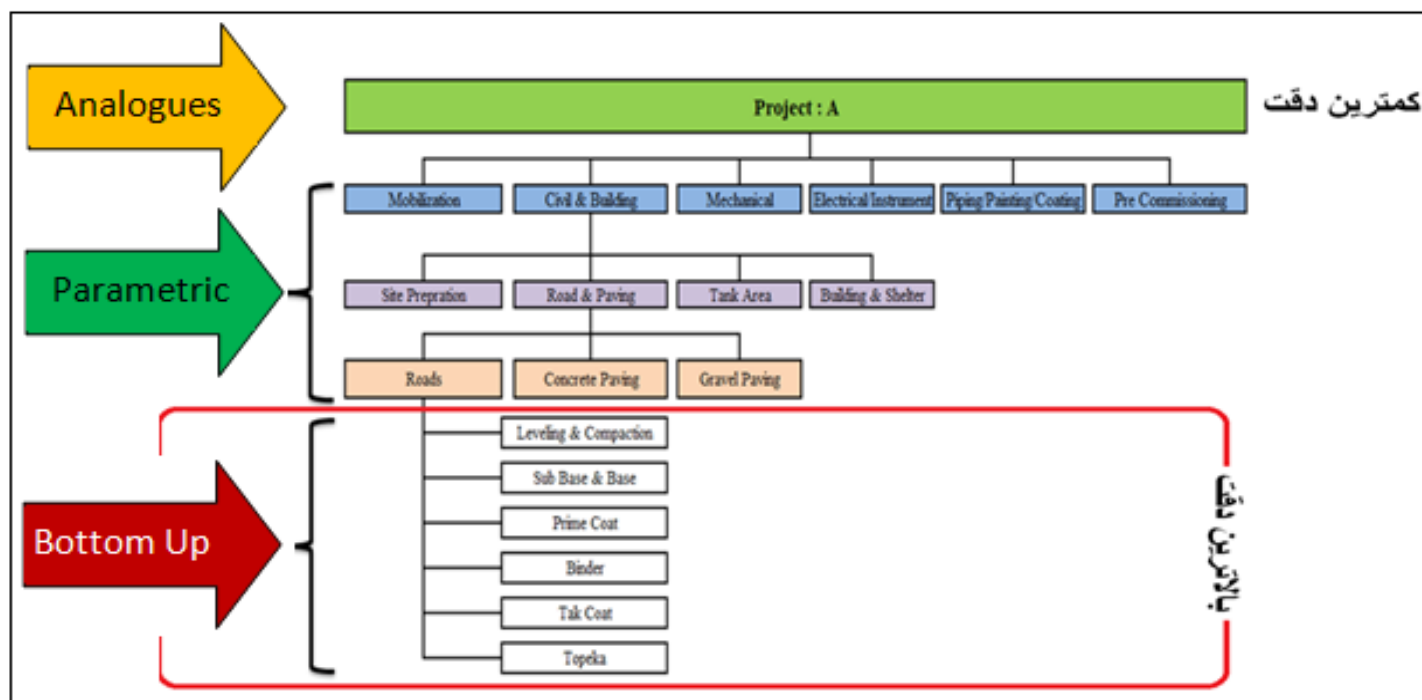 Analogues
Project : A
کمترین دقت
Mobilization
Civil & Building
Mechanical
Electrical/Instrument
Piping/Painting/Coating
Pre Commissioning
Parametric
Site Prepration
Road & Paving
Tank Area
Building & Shelter
Roads
Concrete Paving
Gravel Paving
Bottom Up
Leveling & Compaction
Sub Base & Base
Prime Coat
Binder
Tak Coat
Topeka
بالاترین دقت